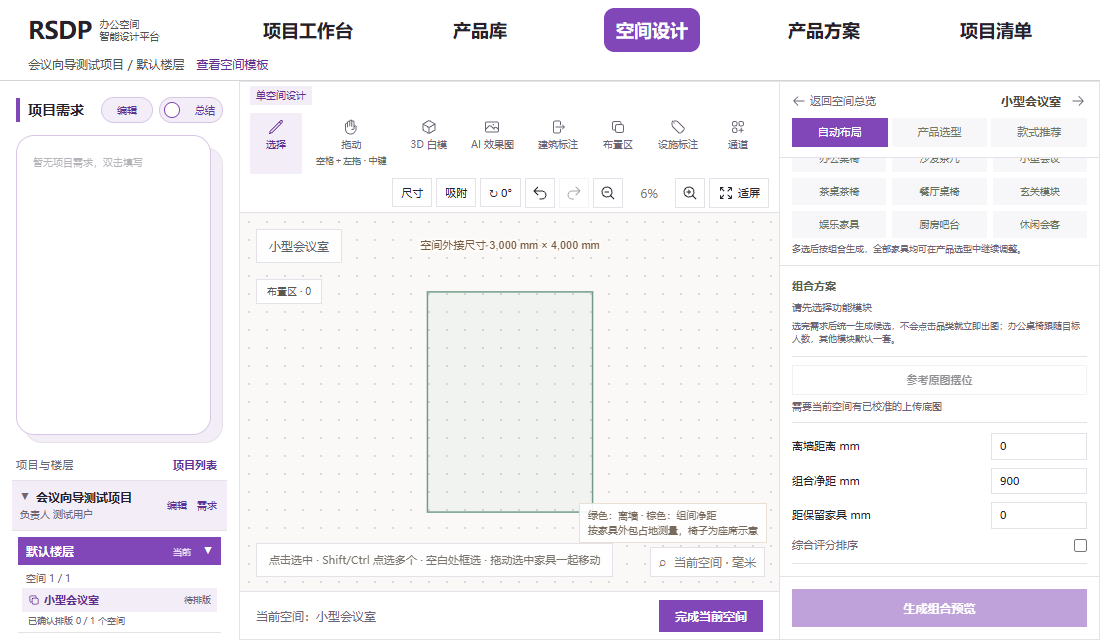 RSDP 办公空间
智能设计平台
项目工作台
产品库
空间设计
产品方案
项目清单
会议向导测试项目 / 默认楼层 查看空间模板
项目需求
编辑
总结
暂无项目需求，双击填写
项目与楼层
项目列表
▼ 会议向导测试项目
负责人 测试用户
编辑 需求
默认楼层
当前 ▼
空间 1 / 1
小型会议室
待排版
已确认排版 0 / 1 个空间
单空间设计
选择
拖动
空格 + 左拖 · 中键
3D 白模
AI 效果图
建筑标注
布置区
设施标注
通道
尺寸
吸附
↻ 0°
6%
适屏
小型会议室
空间外接尺寸 3,000 mm × 4,000 mm
布置区 · 0
绿色：离墙 · 棕色：组间净距
按家具外包占地测量，椅子为座席示意
点击选中 · Shift/Ctrl 点选多个 · 空白处框选 · 拖动选中家具一起移动
当前空间 · 毫米
当前空间：小型会议室
完成当前空间
← 返回空间总览
小型会议室 →
自动布局
产品选型
款式推荐
办公桌椅
沙发茶几
小型会议
茶桌茶椅
餐厅桌椅
玄关模块
娱乐家具
厨房吧台
休闲会客
多选后按组合生成，全部家具均可在产品选型中继续调整。
组合方案
请先选择功能模块
选完需求后统一生成候选，不会点击品类就立即出图；办公桌椅跟随目标
人数，其他模块默认一套。
参考原图摆位
需要当前空间有已校准的上传底图
离墙距离 mm
0
组合净距 mm
900
距保留家具 mm
0
综合评分排序
生成组合预览